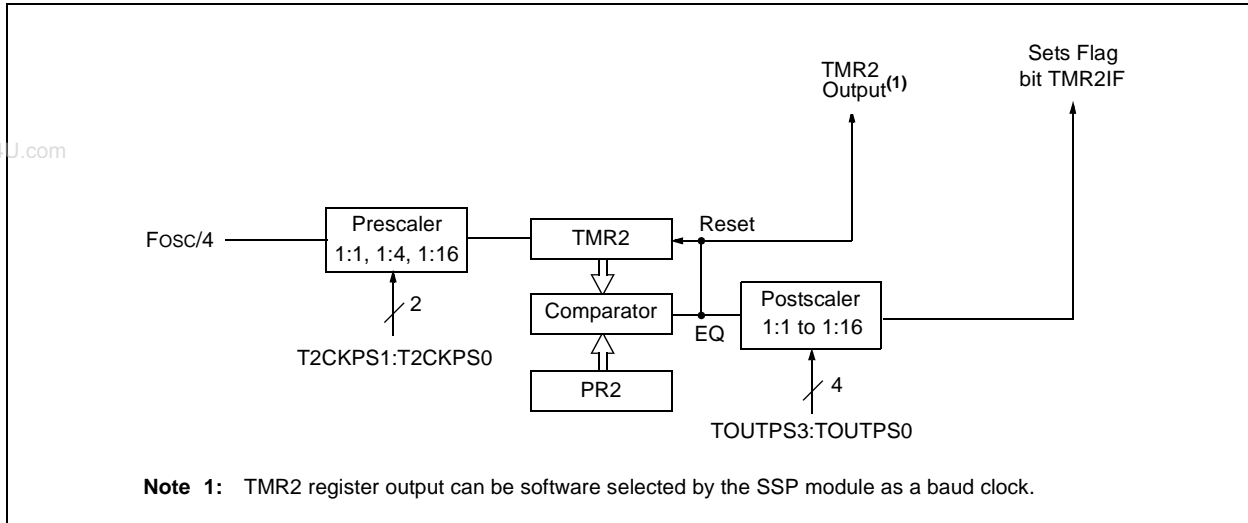 TMR2
Output(1)
Sets Flag
bit TMR2IF
4U.com
FOSC/4
Prescaler
1:1, 1:4, 1:16
2
T2CKPS1:T2CKPS0
TMR2
Reset
Comparator
EQ
PR2
Postscaler
1:1 to 1:16
4
TOUTPS3:TOUTPS0
Note 1: TMR2 register output can be software selected by the SSP module as a baud clock.